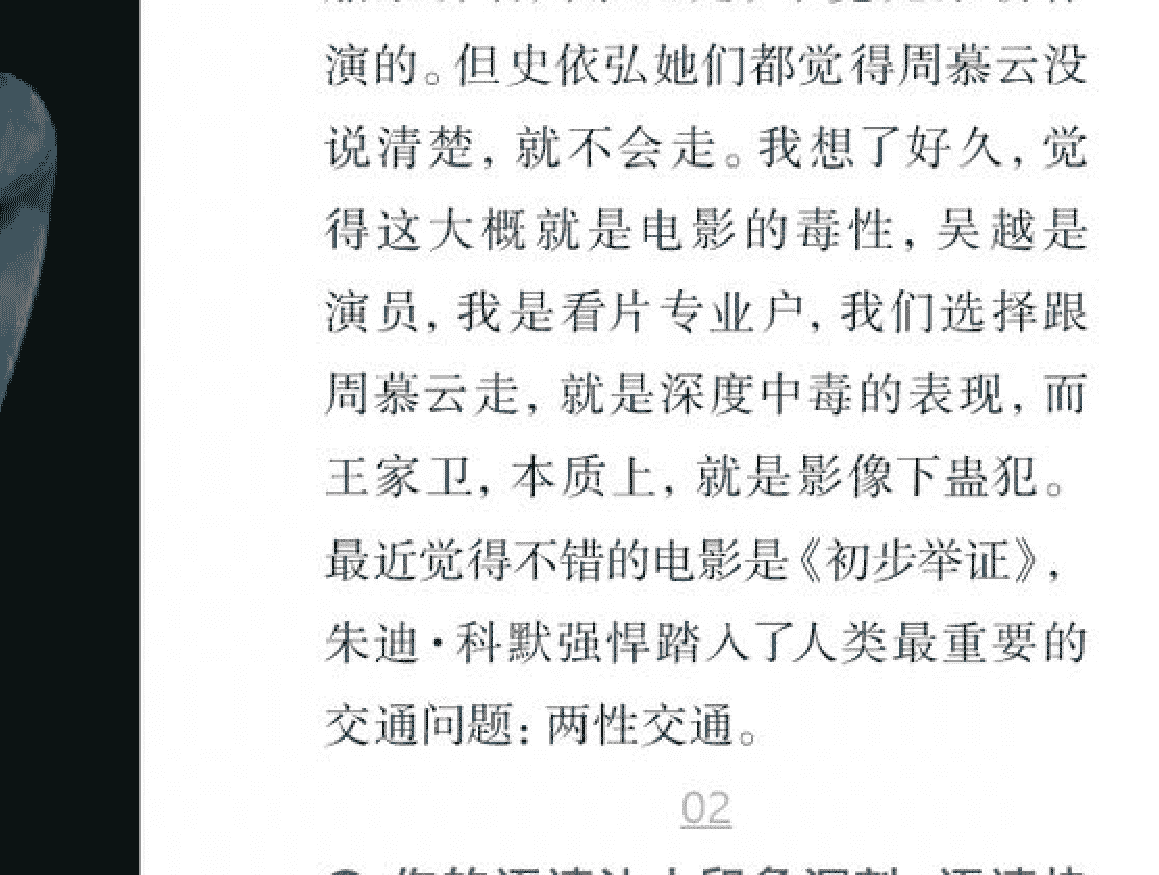 演的。但史依弘她们都觉得周慕云没
说清楚，就不会走。我想了好久，觉
得这大概就是电影的毒性，吴越是
演员，我是看片专业户，我们选择跟
周慕云走，就是深度中毒的表现，而
王家卫，本质上，就是影像下蛊犯。
最近觉得不错的电影是《初步举证》，
朱迪·科默强悍踏入了人类最重要的
交通问题：两性交通。
02